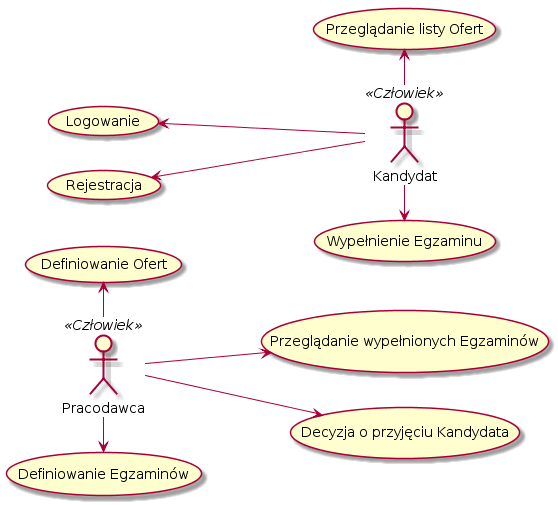 Przeglądanie listy Ofert
«Człowiek»
Logowanie
Kandydat
Rejestracja
Wypełnienie Egzaminu
Definiowanie Ofert
«Człowiek»
Przeglądanie wypełnionych Egzaminów
Pracodawca
Decyzja o przyjęciu Kandydata
Definiowanie Egzaminów